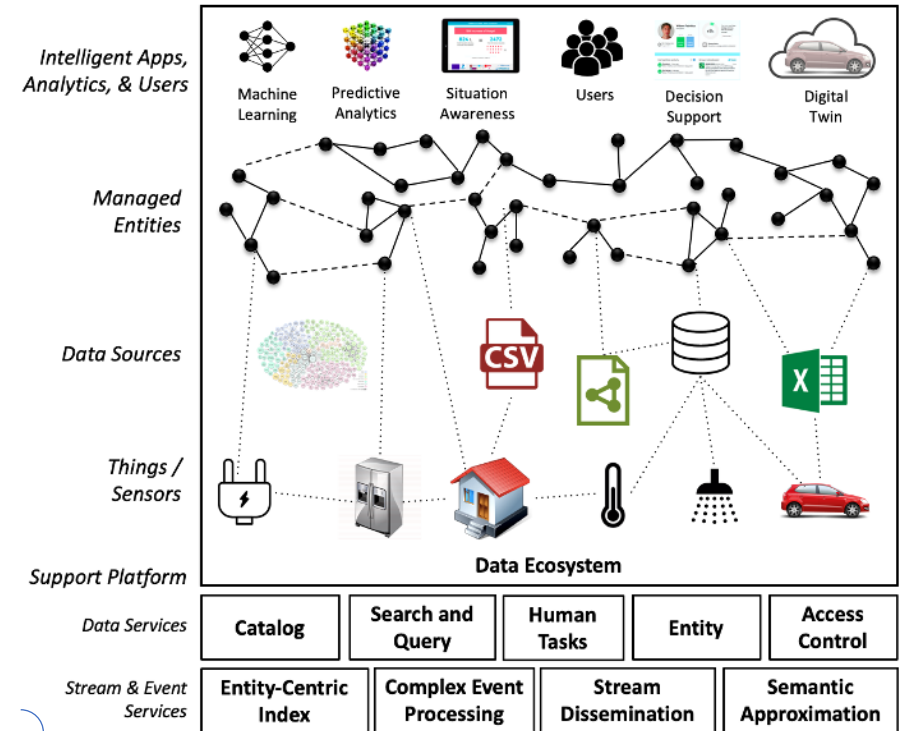 Intelligent Apps,
Analytics, & Users
Machine
Learning
Predictive
Analytics
Situation
Awareness
Users
Decision
Support
Digital
Twin
Managed
Entities
Data Sources
CSV
X
Things /
Sensors
Data Ecosystem
Support Platform
Data Services
Catalog
Search and
Query
Human
Tasks
Entity
Access
Control
Stream & Event
Services
Entity-Centric
Index
Complex Event
Processing
Stream
Dissemination
Semantic
Approximation